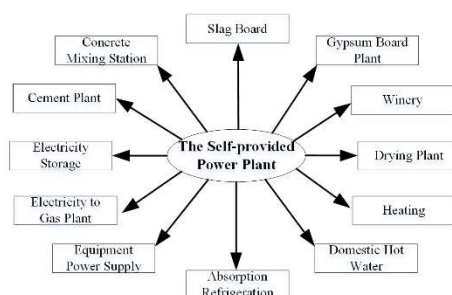 Slag Board
Concrete
Mixing Station
Gypsum Board
Plant
Cement Plant
Winery
The Self-provided
Power Plant
Electricity
Storage
Drying Plant
Electricity to
Gas Plant
Heating
Equipment
Power Supply
Domestic Hot
Water
Absorption
Refrigeration